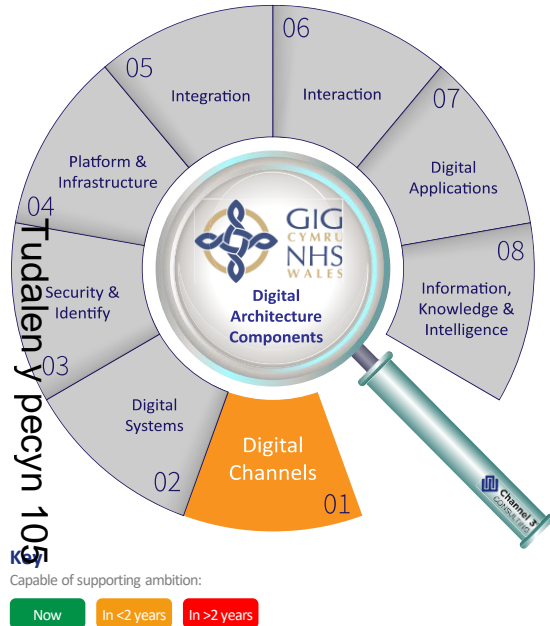 06
05
Integration
Interaction
07
Platform &
Infrastructure
Digital
Applications
04
GIG
CYMRU
NHS
WALES
08
Security &
Identify
Digital
Architecture
Components
Information,
Knowledge &
Intelligence
03
Digital
Systems
Digital
Channels
02
01
Channel 3
CONSULTING
Tudalen y pecyn 105
Key
Capable of supporting ambition:
Now
In <2 years
In >2 years